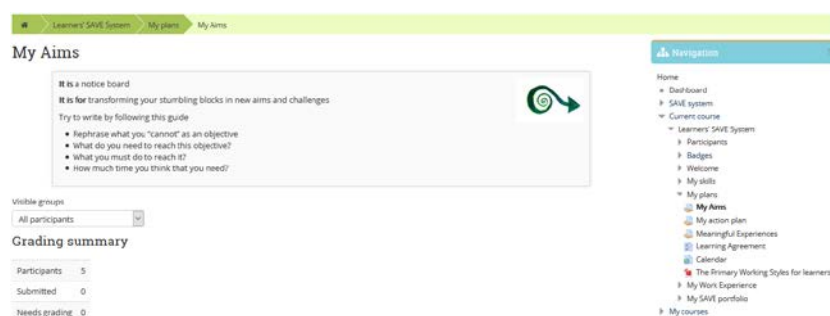 Learners' SAVE System
My plans
My Aims
My Aims
It is a notice board
It is for transforming your stumbling blocks in new aims and challenges
Try to write by following this guide
Rephrase what you "cannot" as an objective
What do you need to reach this objective?
What you must do to reach it?
How much time you think that you need?
Visible groups
All participants
Grading summary
Participants 5
Submitted 0
Needs grading 0
Navigation
Home
Dashboard
SAVE system
Current course
Learners' SAVE System
Participants
Badges
Welcome
My skills
My plans
My Aims
My action plan
Meaningful Experiences
Learning Agreement
Calendar
The Primary Working Styles for learners
My Work Experience
My SAVE portfolio
My courses